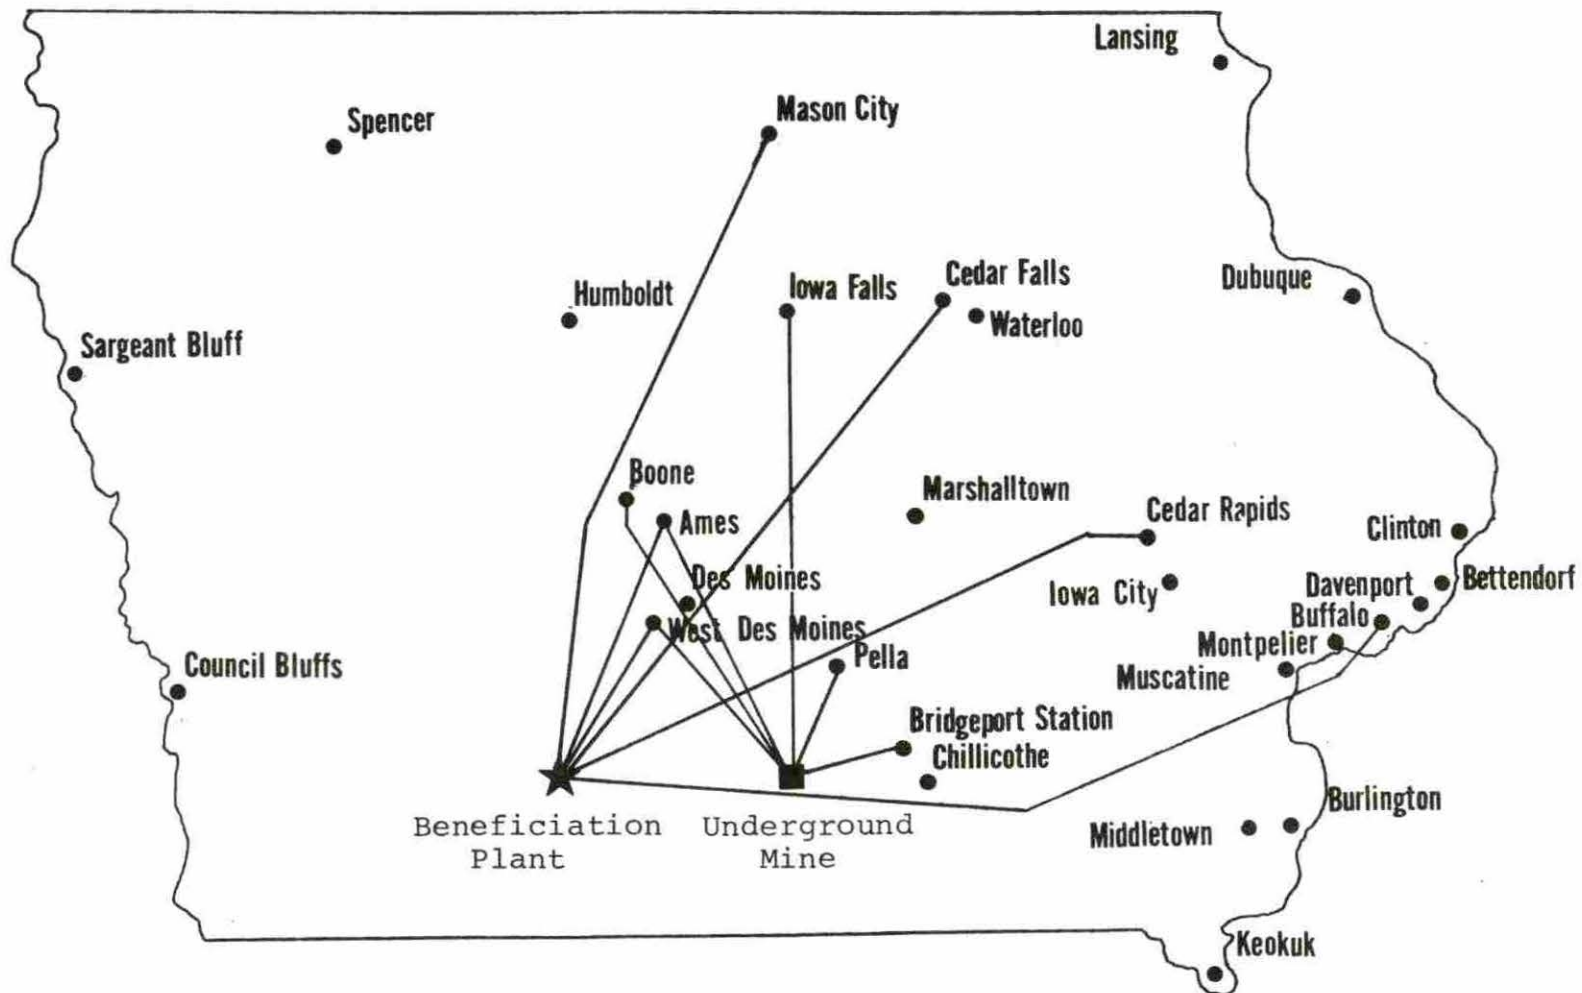 Lansing
Mason City
Spencer
Cedar Falls
Iowa Falls
Dubuque
Humboldt
Waterloo
Sargeant Bluff
Boone
Marshalltown
Cedar Rapids
Ames
Clinton
Des Moines
Bettendorf
Davenport
Iowa City
Buffalo
West Des Moines
Montpelier
Pella
Council Bluffs
Muscatine
Bridgeport Station
Chillicothe
Burlington
Beneficiation
Plant
Underground
Mine
Middletown
Keokuk